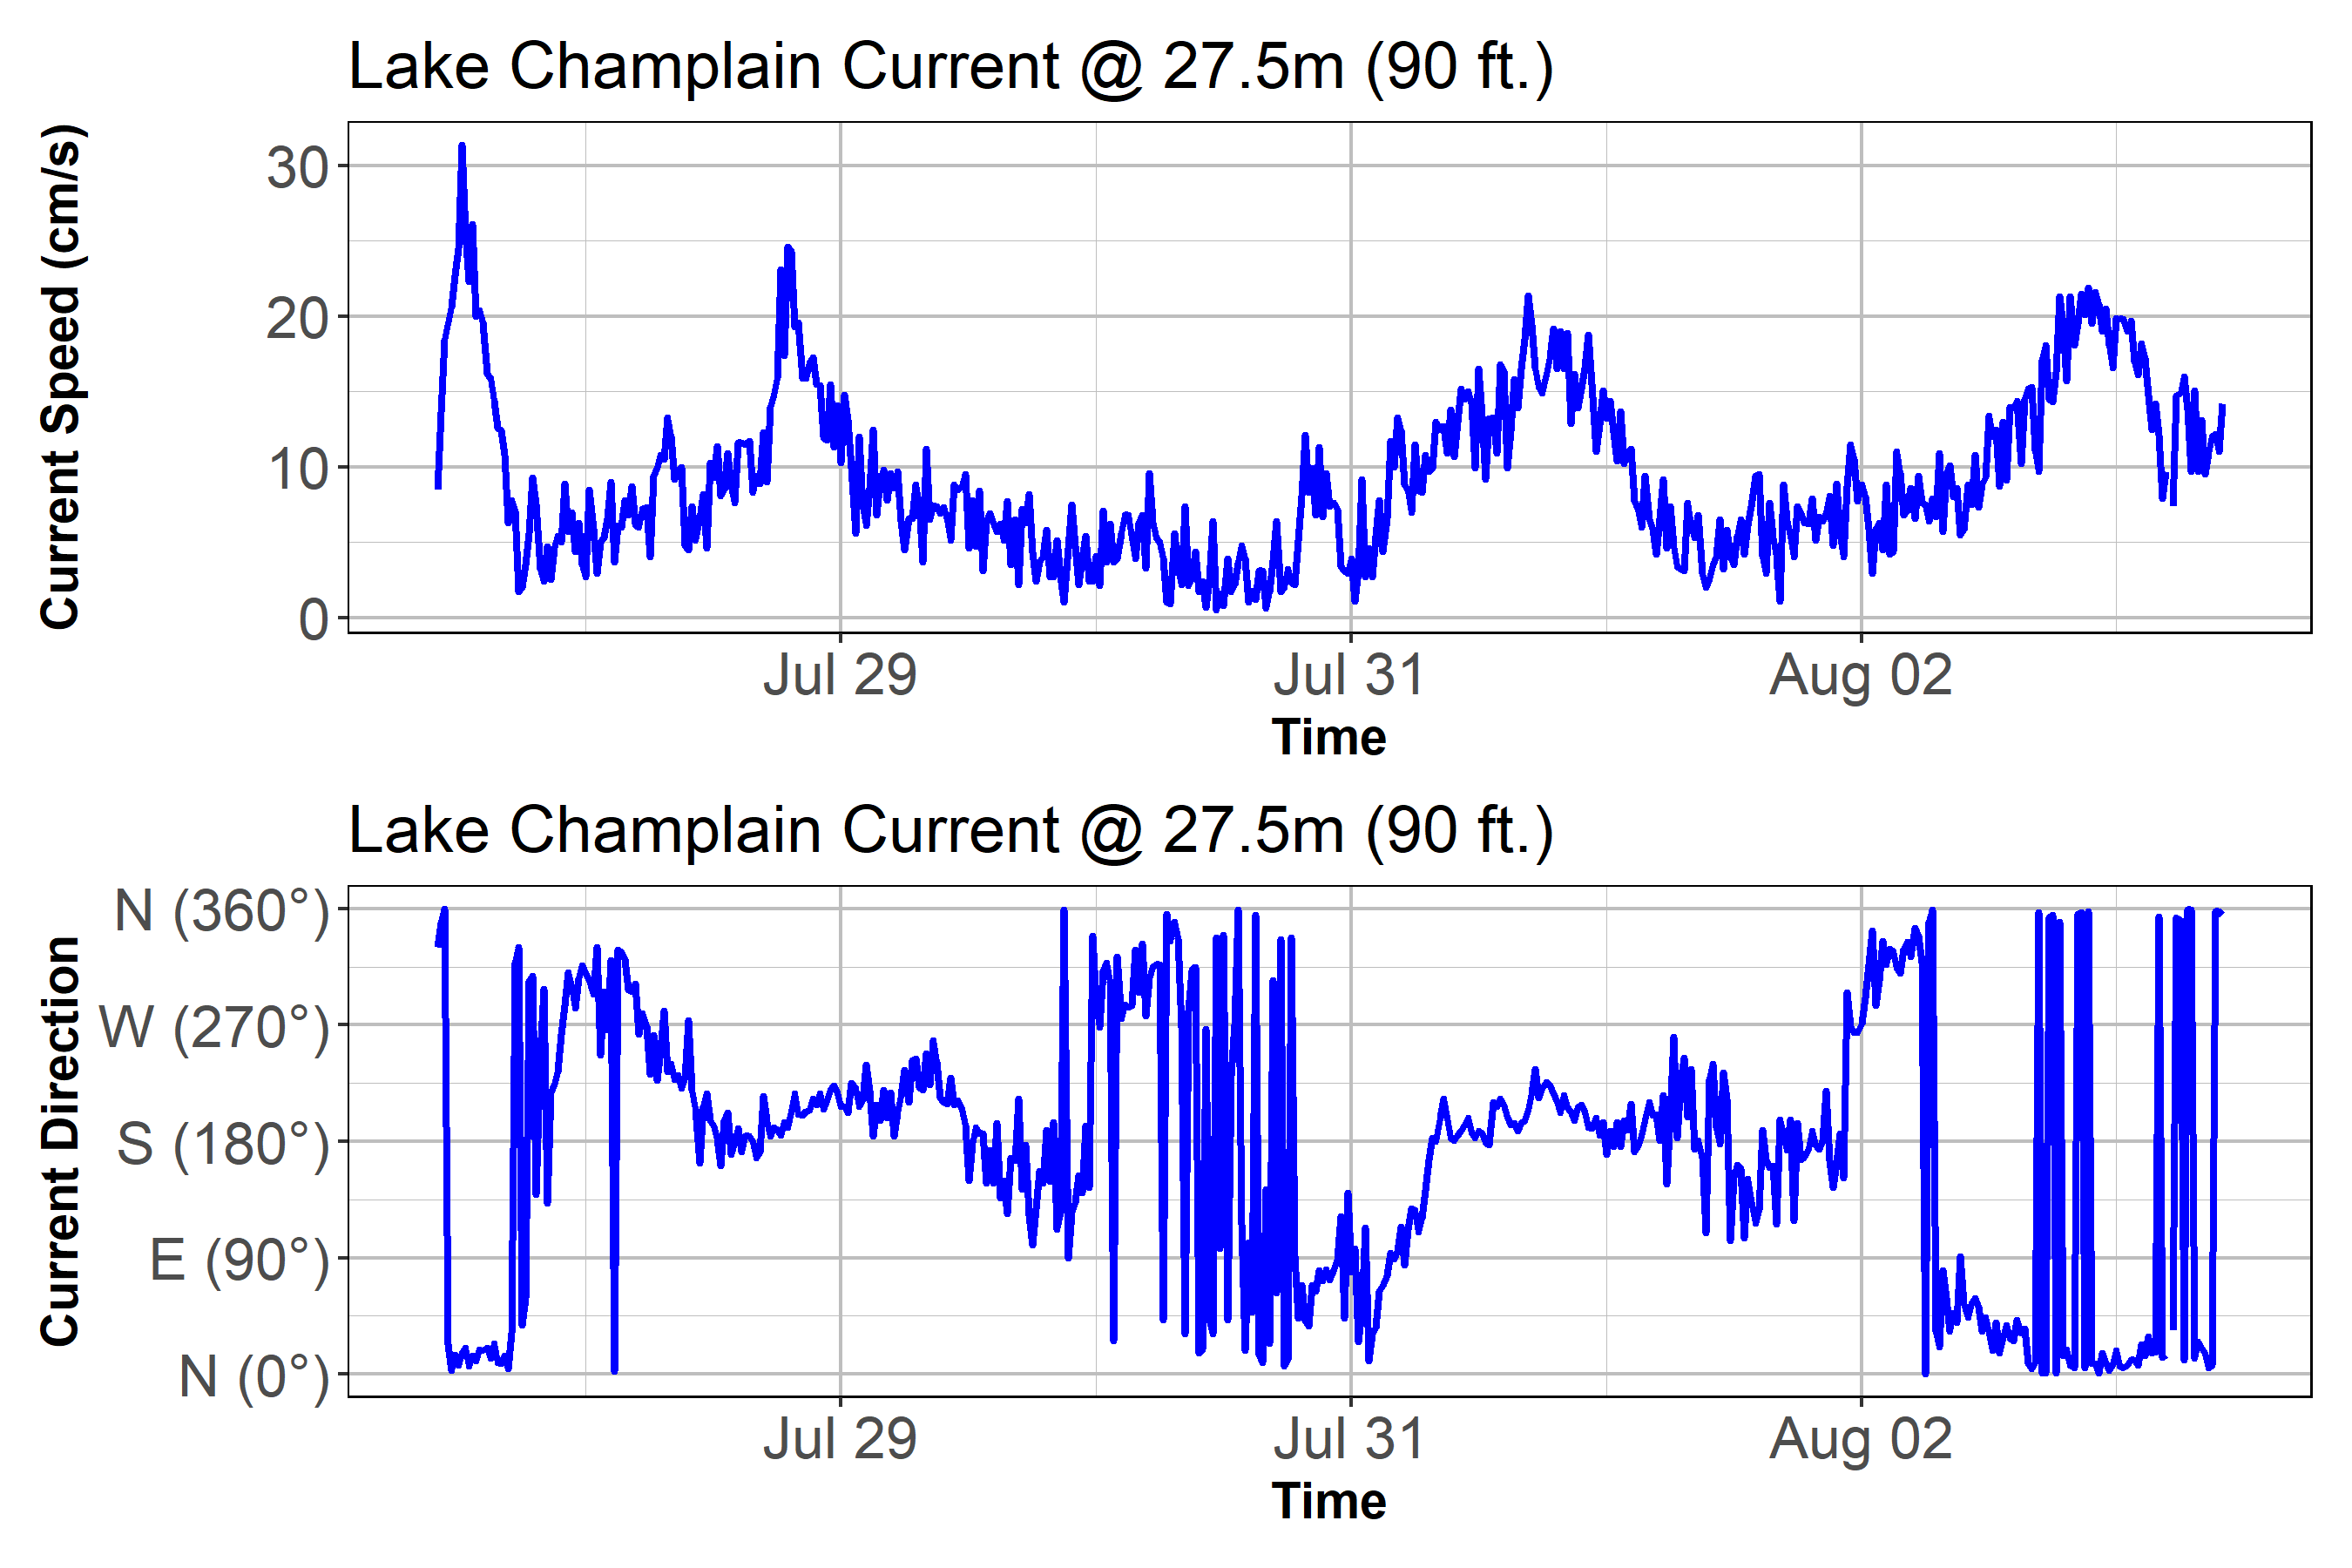 Lake Champlain Current @ 27.5m (90 ft.)
Current Speed (cm/s)
30
20
10
0
Jul 29 Jul 31 Aug 02
Time
Lake Champlain Current @ 27.5m (90 ft.)
Current Direction
N (360°)
W (270°)
S (180°)
E (90°)
N (0°)
Jul 29 Jul 31 Aug 02
Time